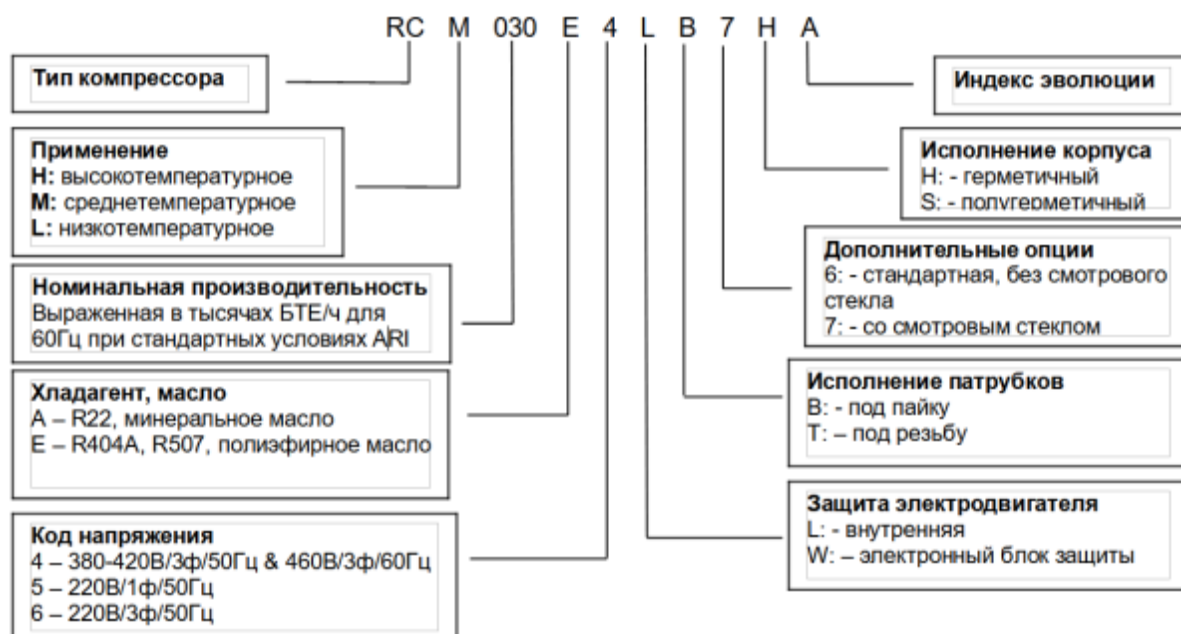 RC M 030 E 4 L B 7 H A
Тип компрессора
Применение
H: высокотемпературное
M: среднетемпературное
L: низкотемпературное
Номинальная производительность
Выраженная в тысячах БТЕ/ч для
60Гц при стандартных условиях ARI
Хладагент, масло
A – R22, минеральное масло
E – R404A, R507, полиэфирное масло
Код напряжения
4 – 380-420В/3ф/50Гц & 460В/3ф/60Гц
5 – 220В/1ф/50Гц
6 – 220В/3ф/50Гц
Индекс эволюции
Исполнение корпуса
H: - герметичный
S: - полугерметичный
Дополнительные опции
6: - стандартная, без смотрового
стекла
7: - со смотровым стеклом
Исполнение патрубков
B: - под пайку
T: – под резьбу
Защита электродвигателя
L: - внутренняя
W: – электронный блок защиты